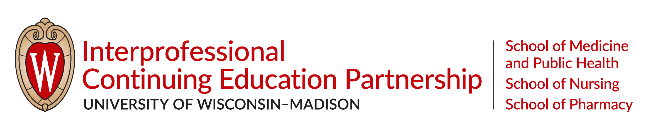 W
Interprofessional
Continuing Education Partnership
UNIVERSITY OF WISCONSIN–MADISON
School of Medicine
and Public Health
School of Nursing
School of Pharmacy